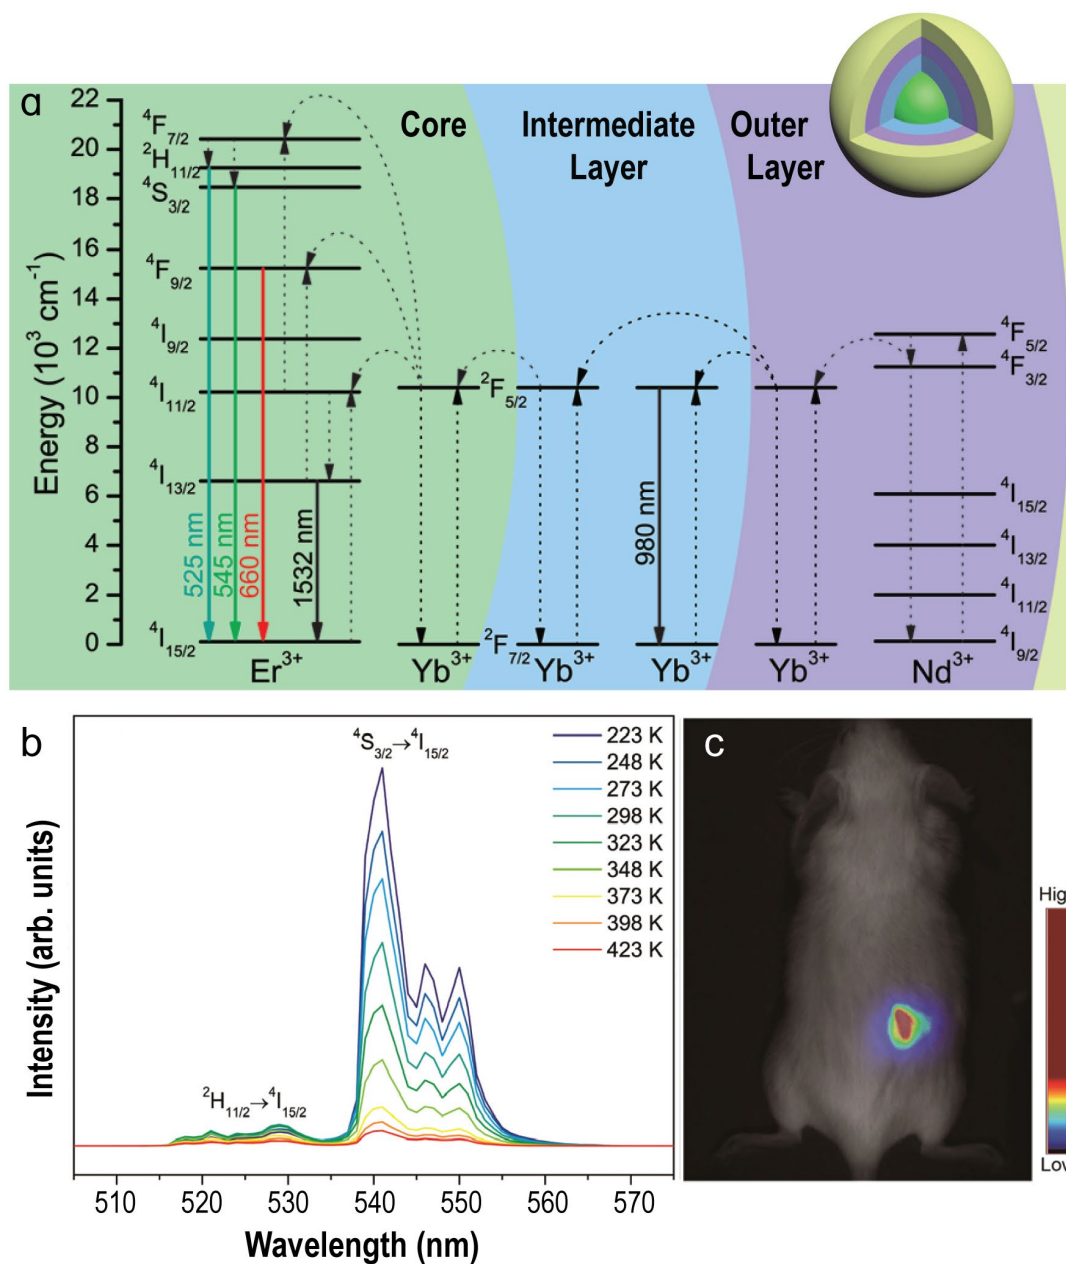 a
Energy (10³ cm⁻¹)
22
20
18
16
14
12
10
8
6
4
2
0
Core
Intermediate
Layer
Outer
Layer
⁴F₇/₂
²H₁₁/₂
⁴S₃/₂
⁴F₉/₂
⁴I₉/₂
⁴I₁₁/₂
⁴I₁₃/₂
⁴I₁₅/₂
525 nm
545 nm
660 nm
1532 nm
²F₅/₂
²F₇/₂
980 nm
⁴F₅/₂
⁴F₃/₂
⁴I₁₅/₂
⁴I₁₃/₂
⁴I₁₁/₂
⁴I₉/₂
Er³⁺
Yb³⁺
Yb³⁺
Yb³⁺
Yb³⁺
Nd³⁺
b
Intensity (arb. units)
⁴S₃/₂→⁴I₁₅/₂
²H₁₁/₂→⁴I₁₅/₂
223 K
248 K
273 K
298 K
323 K
348 K
373 K
398 K
423 K
510 520 530 540 550 560 570
Wavelength (nm)
c
Hig
Low